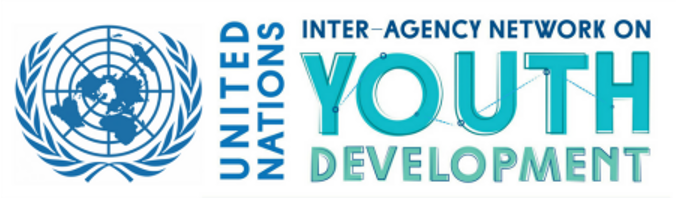 UNITED
NATIONS
INTER-AGENCY NETWORK ON
YOUTH
DEVELOPMENT